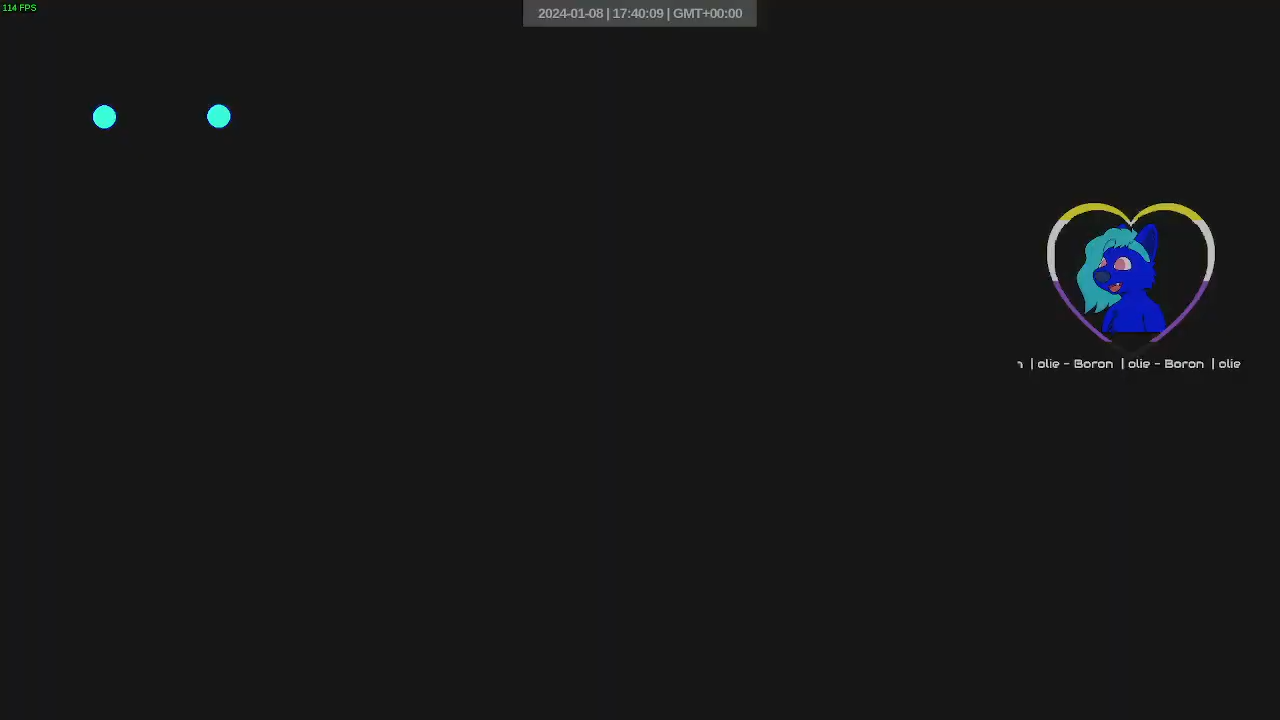 114 FPS
2024-01-08 | 17:40:09 | GMT+00:00
n | olie - Boron | olie - Boron | olie